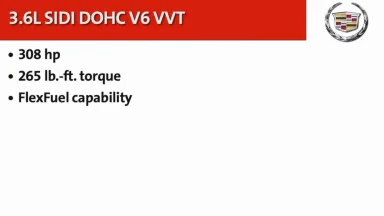 3.6L SIDI DOHC V6 VVT
• 308 hp
• 265 lb.-ft. torque
• FlexFuel capability